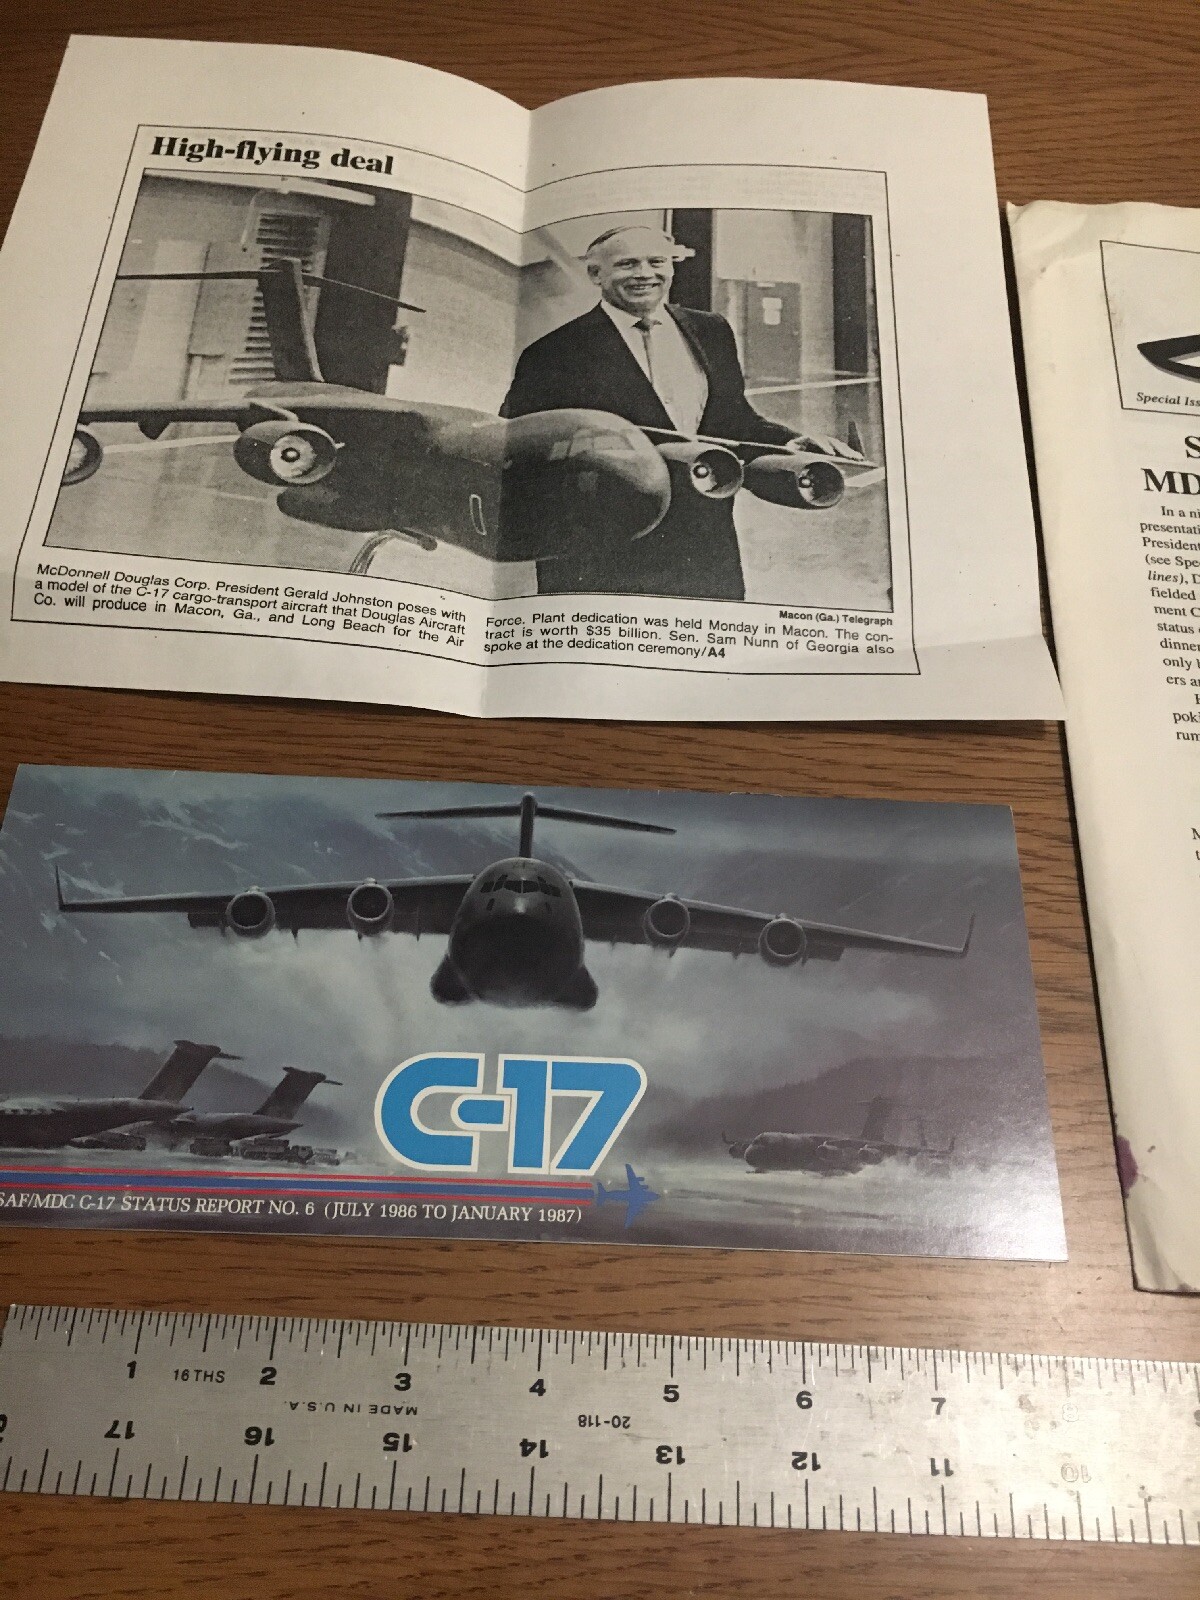 High-flying deal
Macon (Ga.) Telegraph
McDonnell Douglas Corp. President Gerald Johnston poses with
a model of the C-17 cargo-transport aircraft that Douglas Aircraft
Co. will produce in Macon, Ga., and Long Beach for the Air
Force. Plant dedication was held Monday in Macon. The con-
tract is worth $35 billion. Sen. Sam Nunn of Georgia also
spoke at the dedication ceremony/A4
Special Iss
S
MD
In a ni
presentati
President
(see Spe
lines), D
fielded
ment C
status
dinner
only
ers a
pok
rum
C-17
SAF/MDC C-17 STATUS REPORT NO. 6 (JULY 1986 TO JANUARY 1987)
1 16 THS 2 3 4 5 6 7
MADE IN U.S.A. 20-118
17 16 15 14 13 12 11